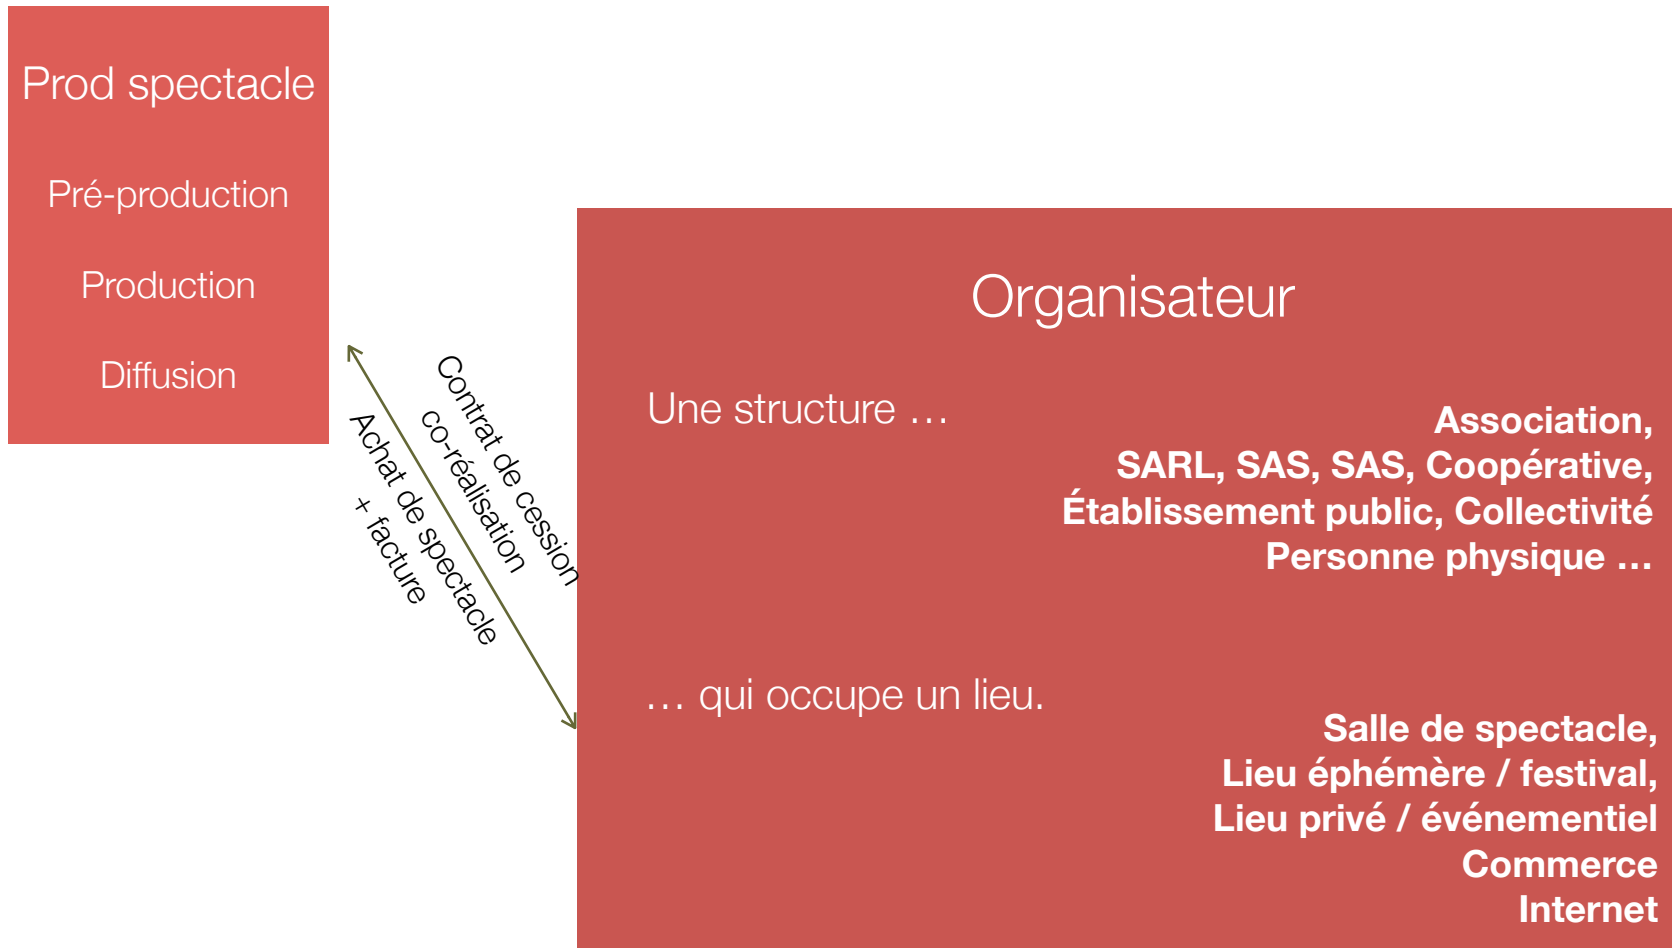 Prod spectacle
Pré-production
Production
Diffusion
Contrat de cession
co-réalisation
Achat de spectacle
+ facture
Organisateur
Une structure …
Association,
SARL, SAS, SAS, Coopérative,
Établissement public, Collectivité
Personne physique …
… qui occupe un lieu.
Salle de spectacle,
Lieu éphémère / festival,
Lieu privé / événementiel
Commerce
Internet